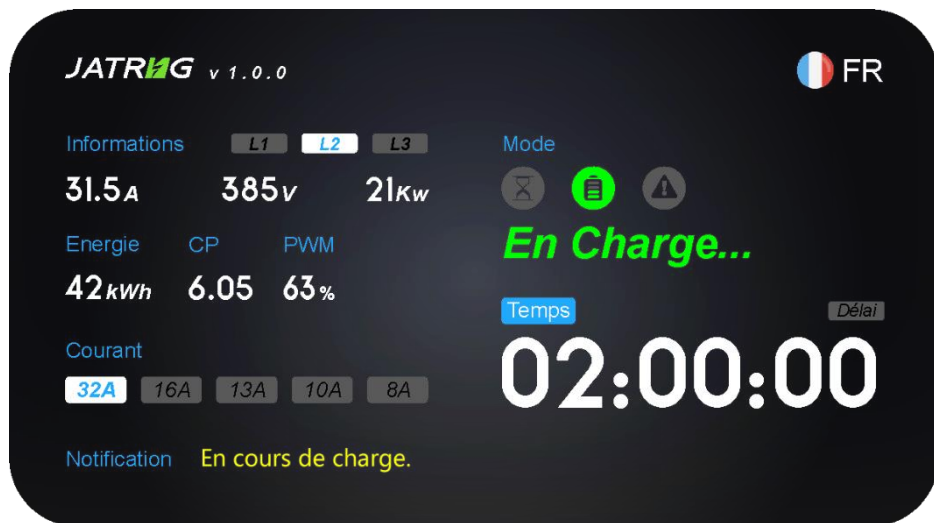 JATRNG v 1.0.0
FR
Informations L1 L2 L3
31.5A 385V 21Kw
Energie CP PWM
42kWh 6.05 63%
Courant
32A 16A 13A 10A 8A
Notification En cours de charge.
Mode
En Charge...
Temps Délai
02:00:00